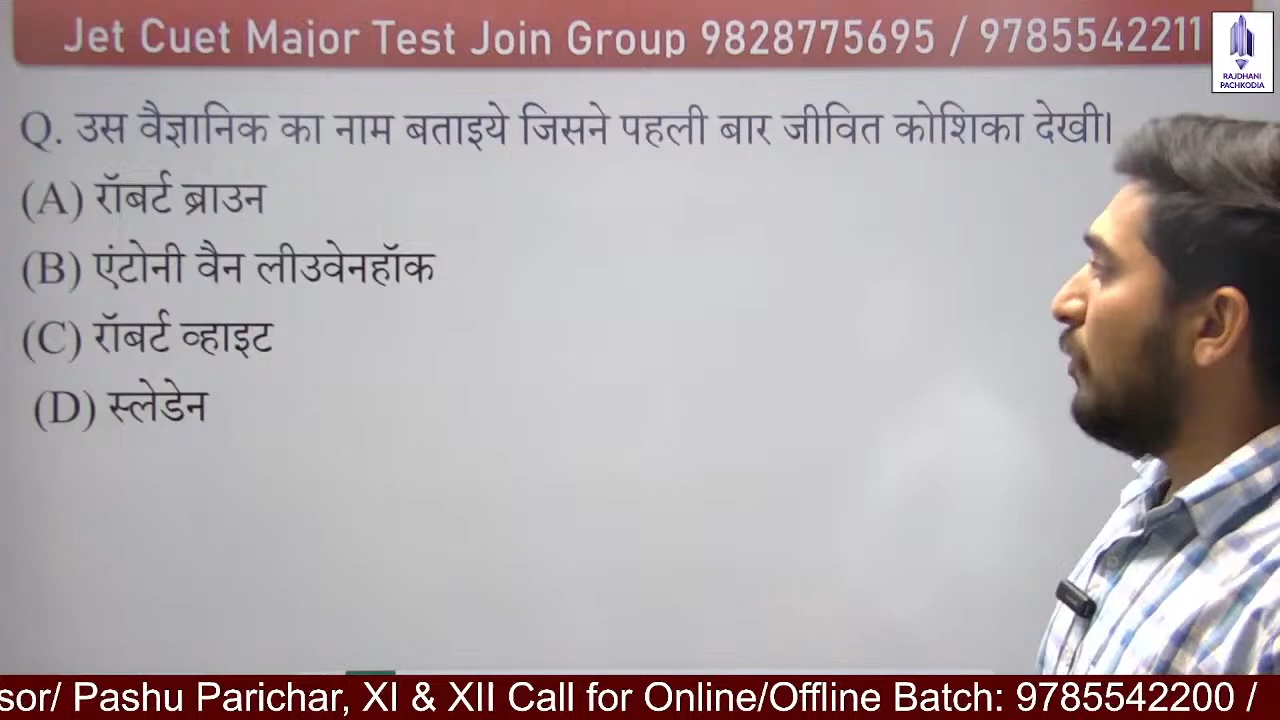 Jet Cuet Major Test Join Group 9828775695 / 9785542211
RAJDHANI
PACHKODIA
Q. उस वैज्ञानिक का नाम बताइये जिसने पहली बार जीवित कोशिका देखी।
(A) रॉबर्ट ब्राउन
(B) एंटोनी वैन लीउवेनहॉक
(C) रॉबर्ट व्हाइट
(D) स्लेडेन
sor/ Pashu Parichar, XI & XII Call for Online/Offline Batch: 9785542200 /